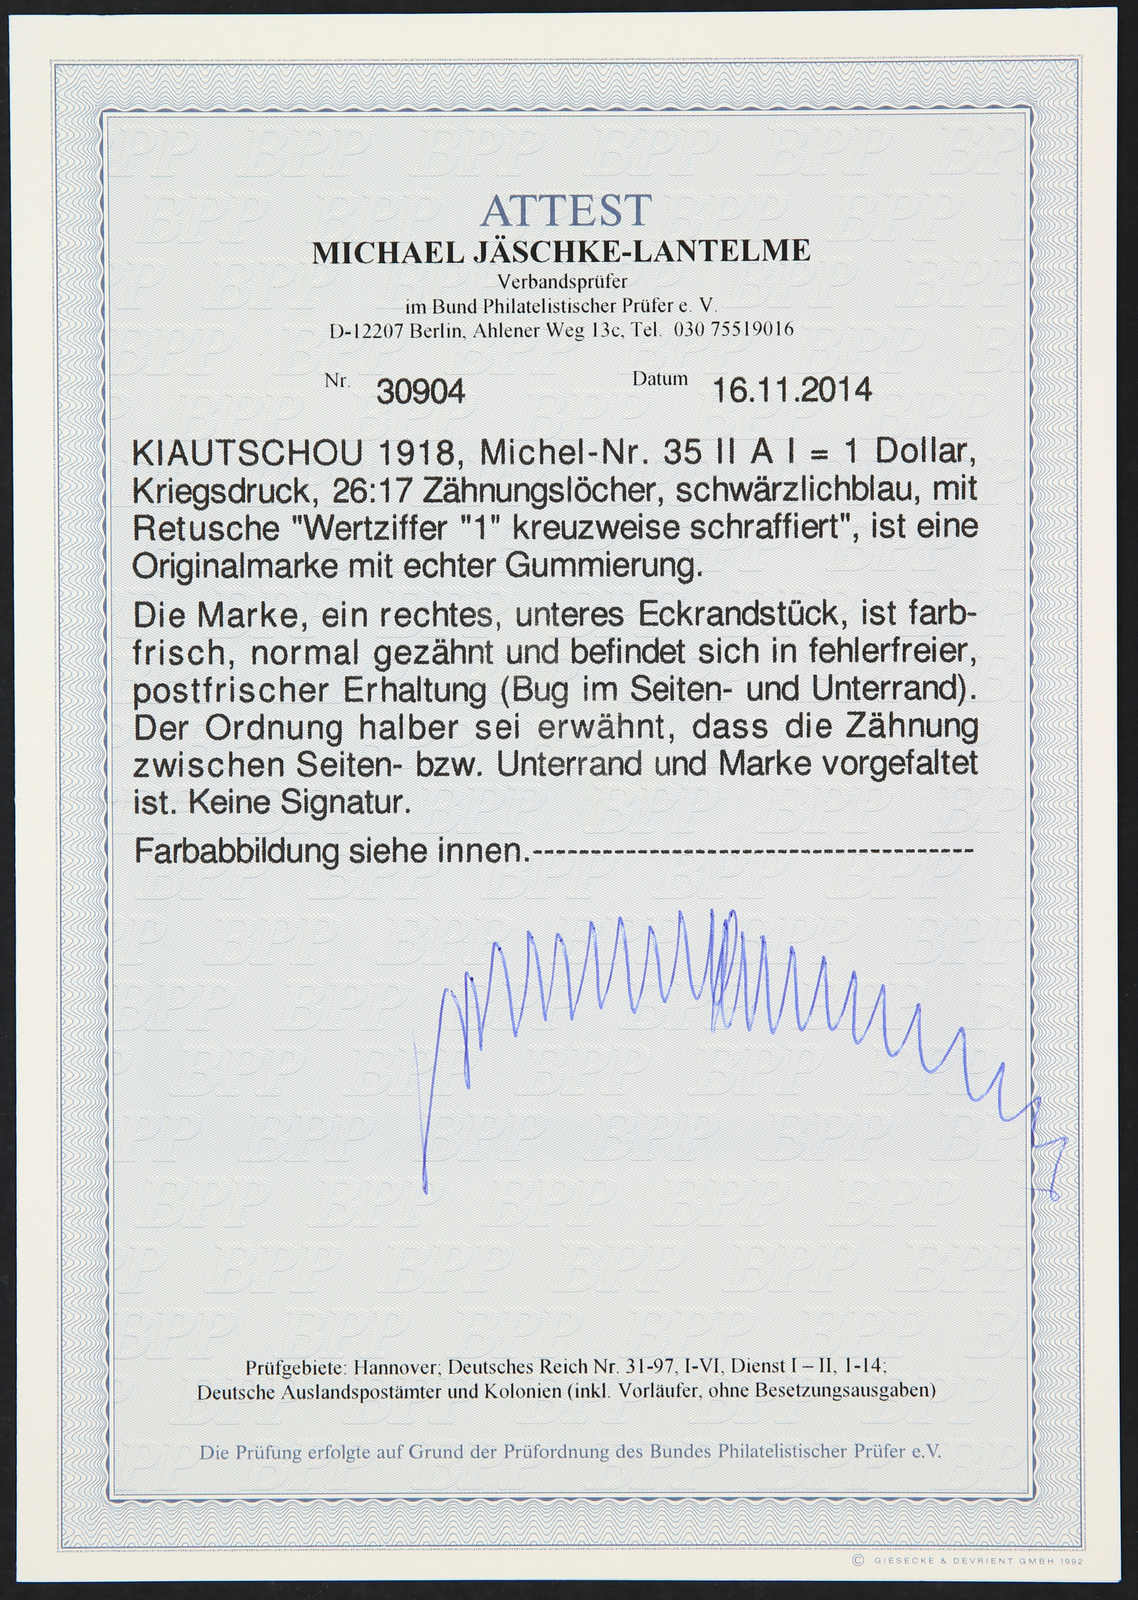 ATTEST
MICHAEL JÄSCHKE-LANTELME
Verbandsprüfer
im Bund Philatelistischer Prüfer e. V.
D-12207 Berlin, Ahlener Weg 13c, Tel. 030 75519016
Nr. 30904 Datum 16.11.2014
KIAUTSCHOU 1918, Michel-Nr. 35 II A I = 1 Dollar,
Kriegsdruck, 26:17 Zähnungslöcher, schwärzlichblau, mit
Retusche "Wertziffer "1" kreuzweise schraffiert", ist eine
Originalmarke mit echter Gummierung.
Die Marke, ein rechtes, unteres Eckrandstück, ist farb-
frisch, normal gezähnt und befindet sich in fehlerfreier,
postfrischer Erhaltung (Bug im Seiten- und Unterrand).
Der Ordnung halber sei erwähnt, dass die Zähnung
zwischen Seiten- bzw. Unterrand und Marke vorgefaltet
ist. Keine Signatur.
Farbabbildung siehe innen.--------------------------------------
Prüfgebiete: Hannover; Deutsches Reich Nr. 31-97, I-VI, Dienst I – II, 1-14;
Deutsche Auslandspostämter und Kolonien (inkl. Vorläufer, ohne Besetzungsausgaben)
Die Prüfung erfolgte auf Grund der Prüfordnung des Bundes Philatelistischer Prüfer e.V.
© GIESECKE & DEVRIENT GMBH 1992